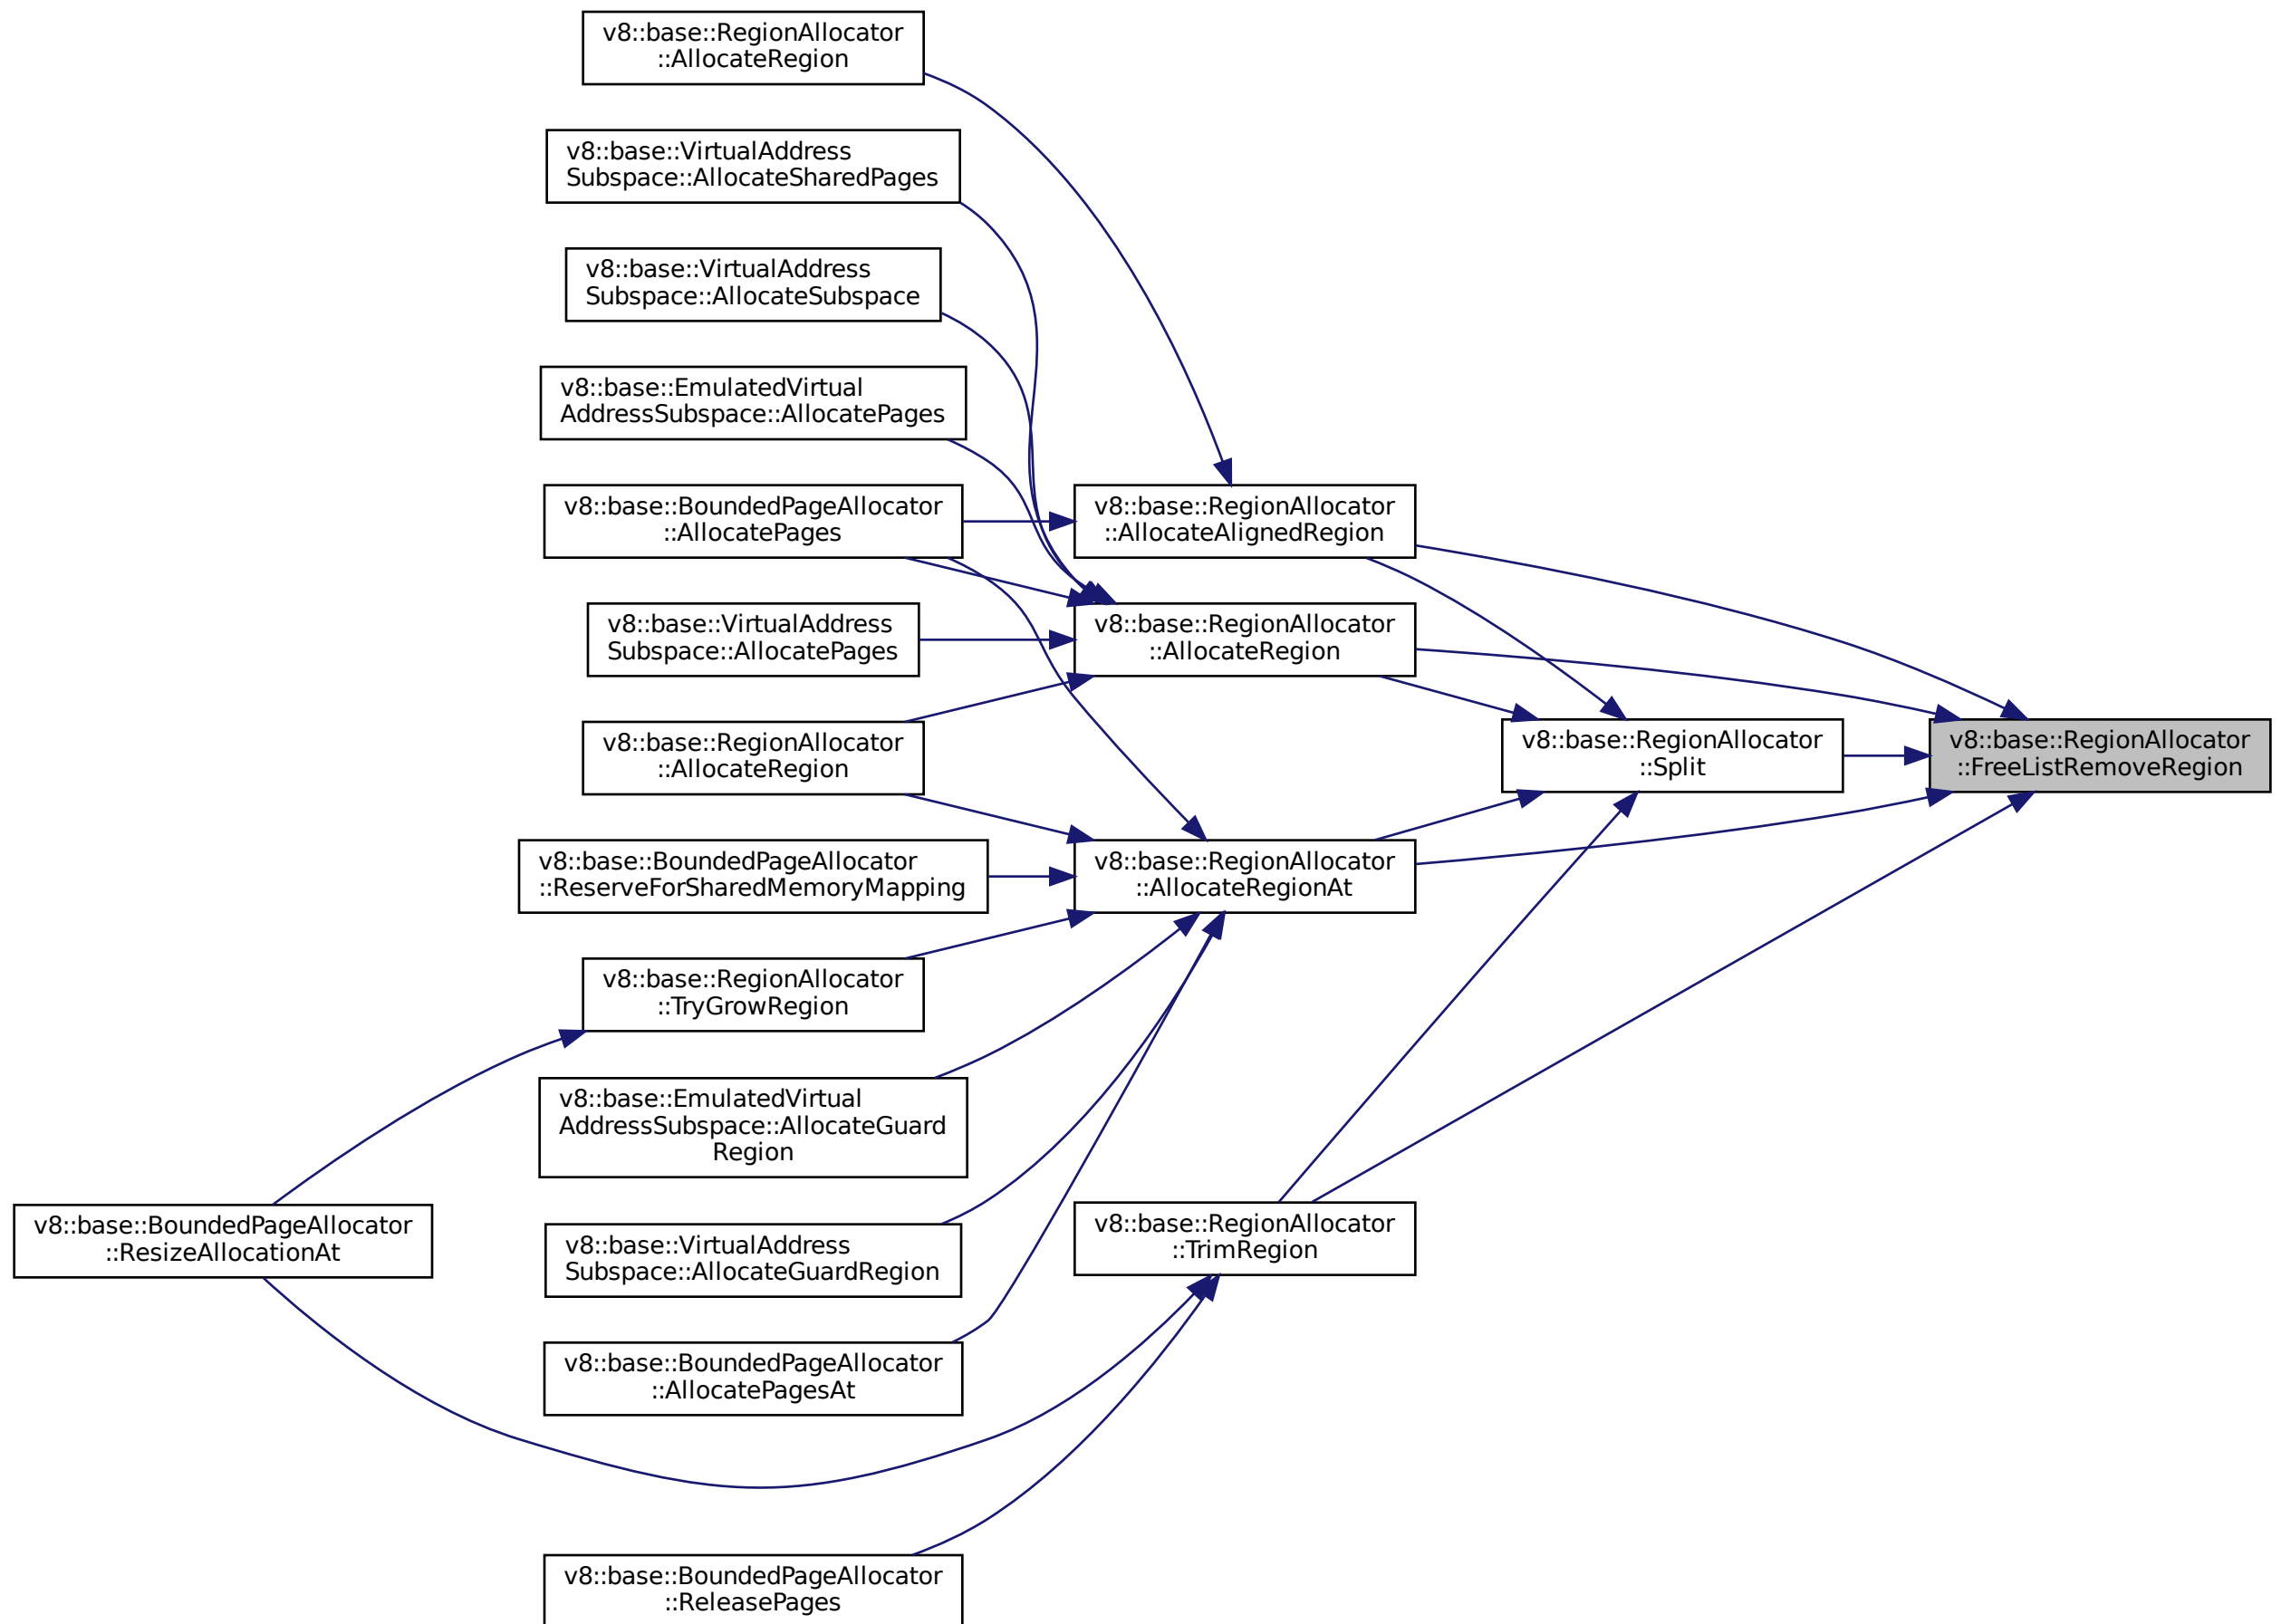 v8::base::RegionAllocator
::AllocateRegion
v8::base::VirtualAddress
Subspace::AllocateSharedPages
v8::base::VirtualAddress
Subspace::AllocateSubspace
v8::base::EmulatedVirtual
AddressSubspace::AllocatePages
v8::base::BoundedPageAllocator
::AllocatePages
v8::base::RegionAllocator
::AllocateAlignedRegion
v8::base::VirtualAddress
Subspace::AllocatePages
v8::base::RegionAllocator
::AllocateRegion
v8::base::RegionAllocator
::AllocateRegion
v8::base::RegionAllocator
::Split
v8::base::RegionAllocator
::FreeListRemoveRegion
v8::base::BoundedPageAllocator
::ReserveForSharedMemoryMapping
v8::base::RegionAllocator
::AllocateRegionAt
v8::base::RegionAllocator
::TryGrowRegion
v8::base::EmulatedVirtual
AddressSubspace::AllocateGuard
Region
v8::base::BoundedPageAllocator
::ResizeAllocationAt
v8::base::VirtualAddress
Subspace::AllocateGuardRegion
v8::base::RegionAllocator
::TrimRegion
v8::base::BoundedPageAllocator
::AllocatePagesAt
v8::base::BoundedPageAllocator
::ReleasePages